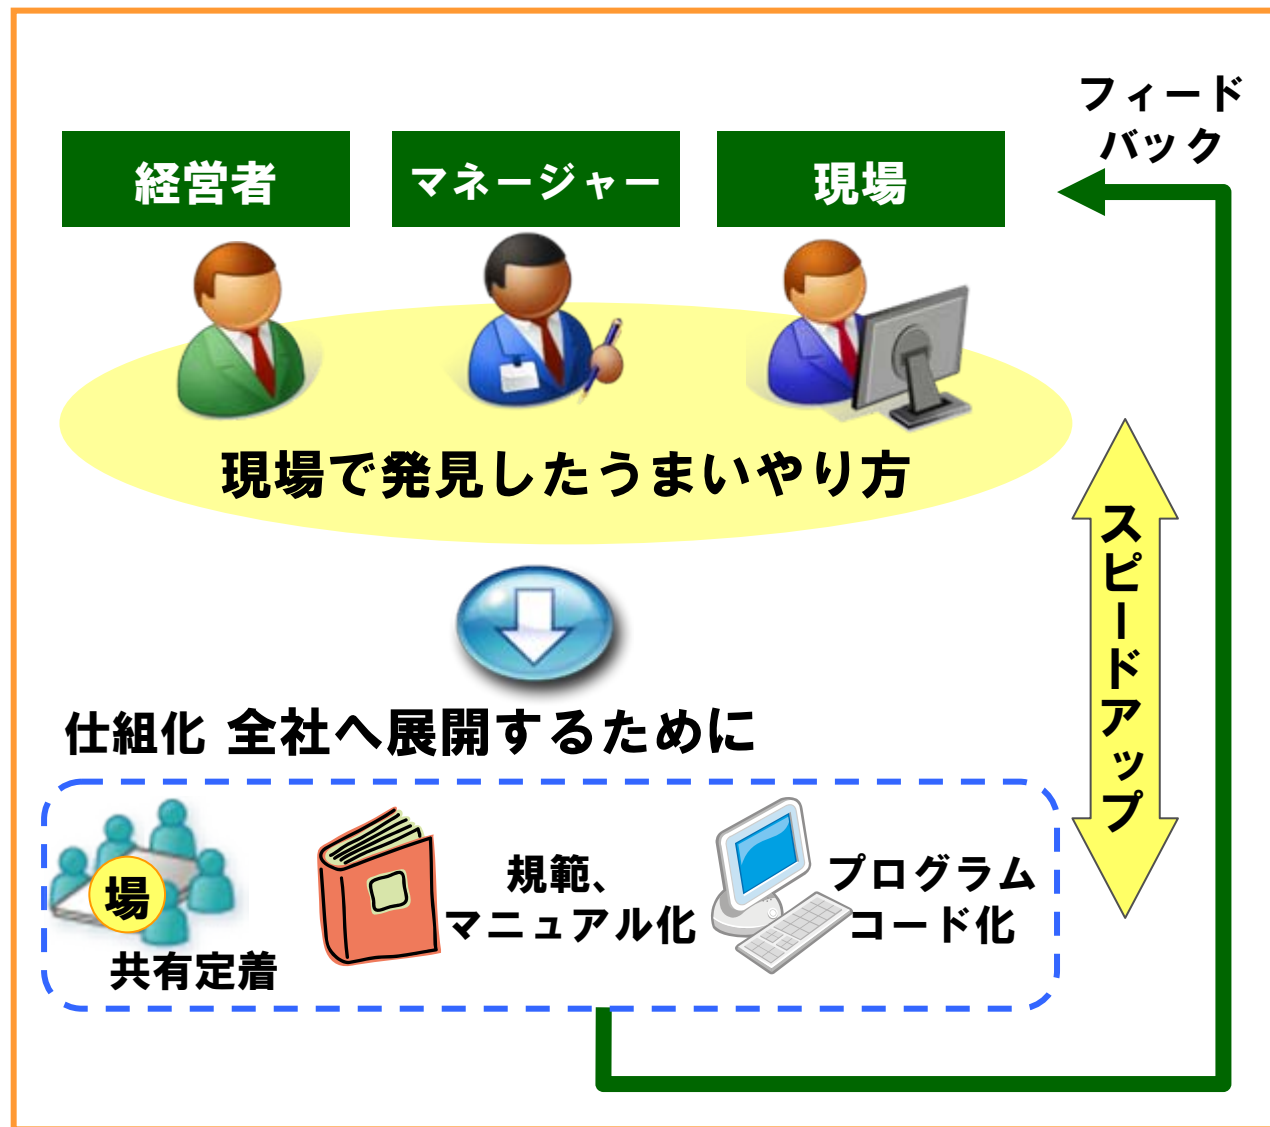 フィード
バック
経営者
マネージャー
現場
現場で発見したうまいやり方
スピードアップ
仕組化 全社へ展開するために
場
共有定着
規範、
マニュアル化
プログラム
コード化